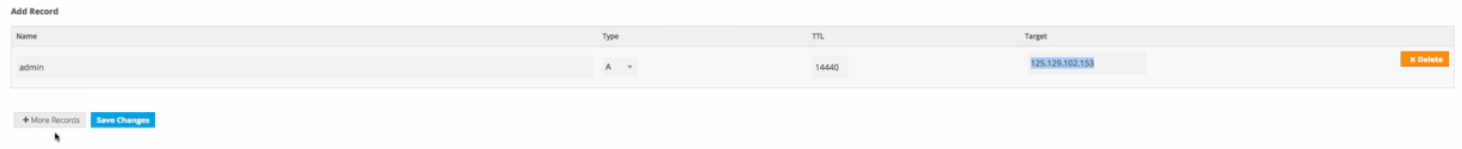 Add Record
Name Type TTL Target
admin A 14440 125.129.102.153 × Delete
+ More Records Save Changes